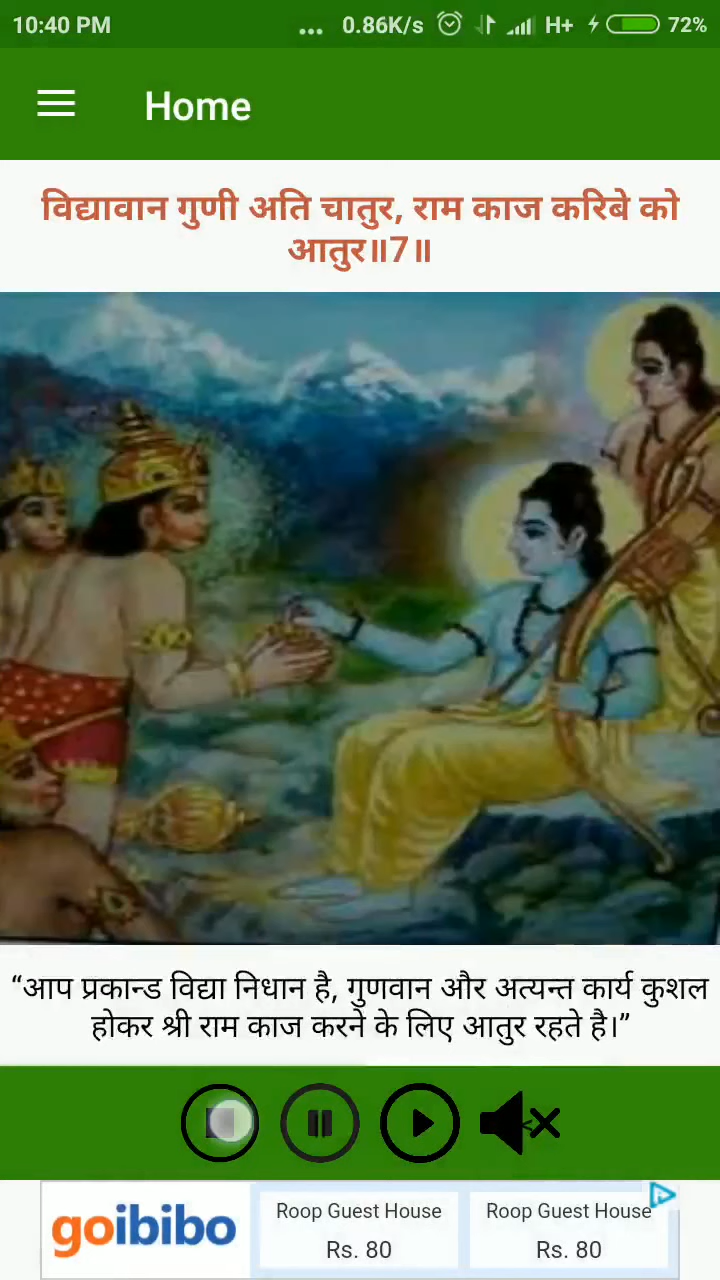 10:40 PM ... 0.86K/s H+ 72%
Home
विद्यावान गुणी अति चातुर, राम काज करिबे को
आतुर॥7॥
“आप प्रकान्ड विद्या निधान है, गुणवान और अत्यन्त कार्य कुशल
होकर श्री राम काज करने के लिए आतुर रहते है।”
goibibo
Roop Guest House
Rs. 80
Roop Guest House
Rs. 80